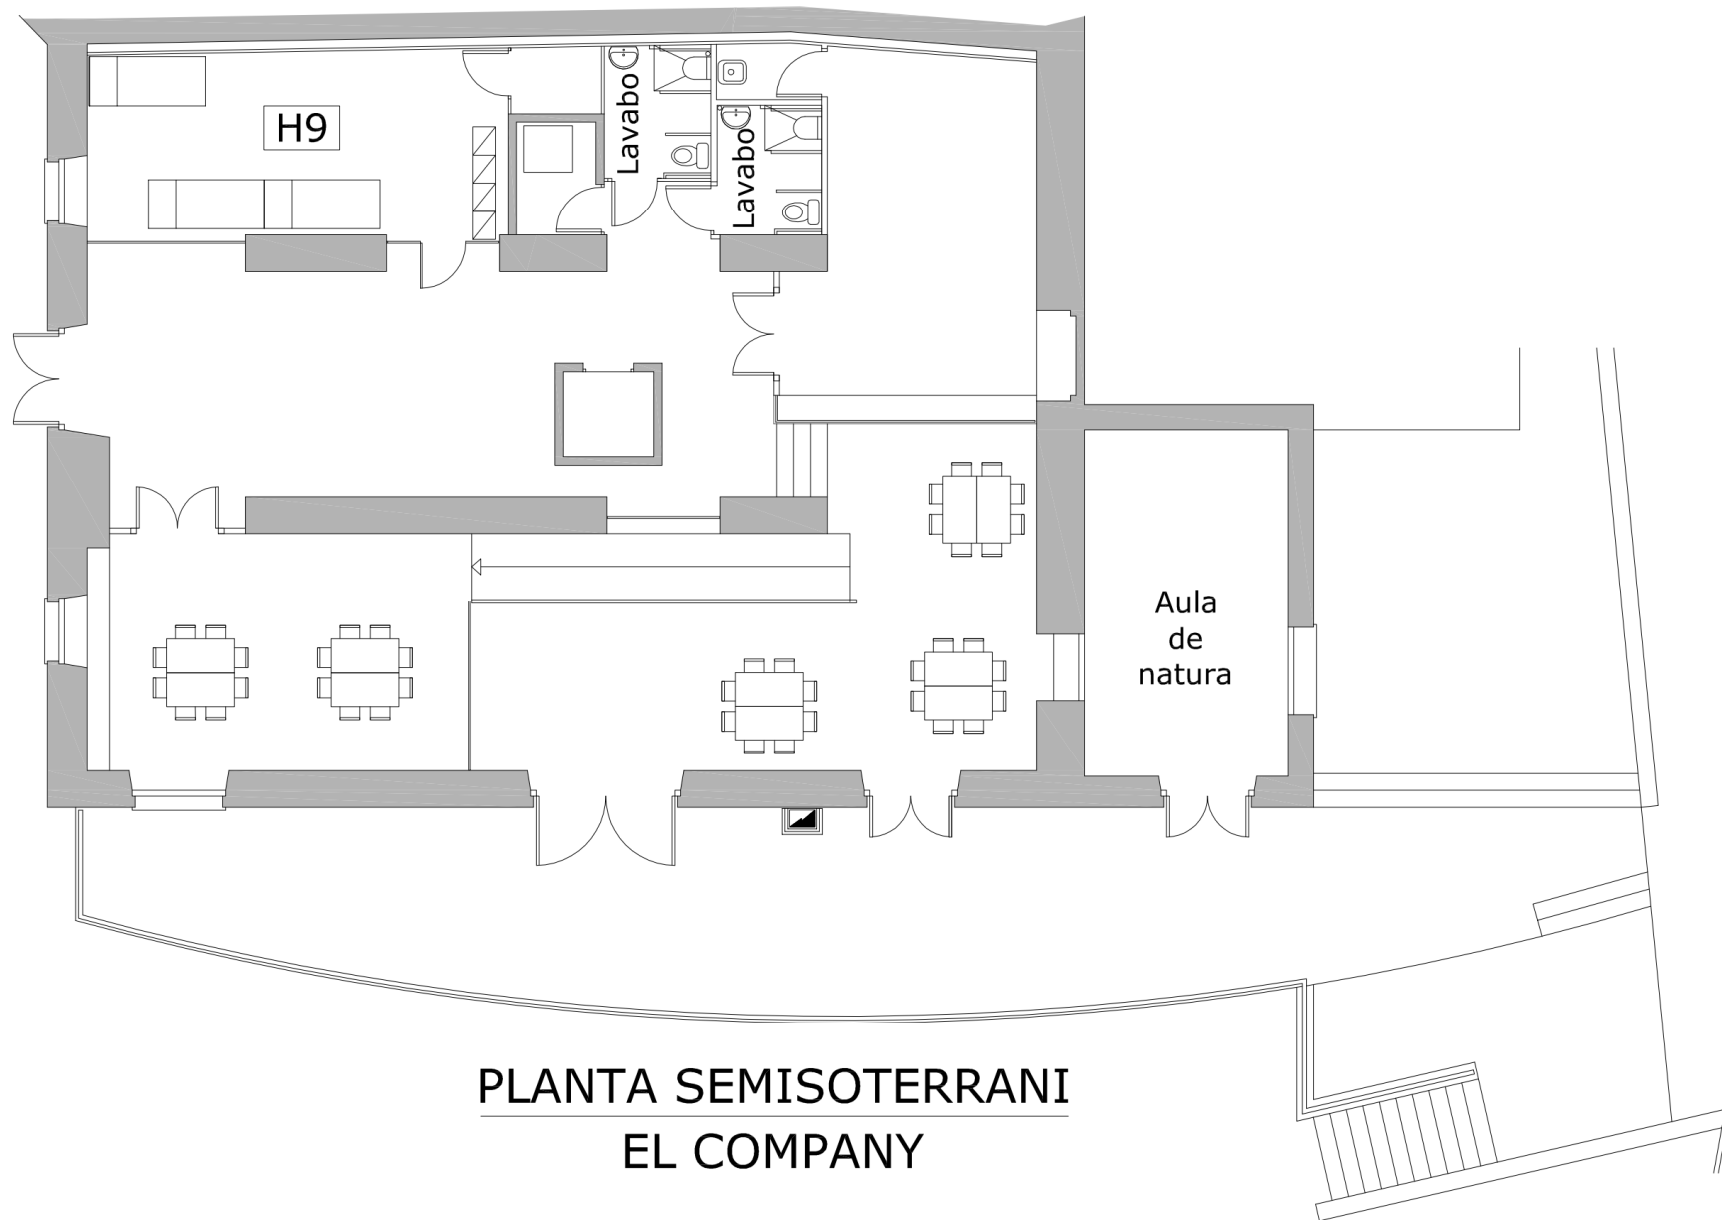 H9
Lavabo
Lavabo
Aula
de
natura
PLANTA SEMISOTERRANI
EL COMPANY